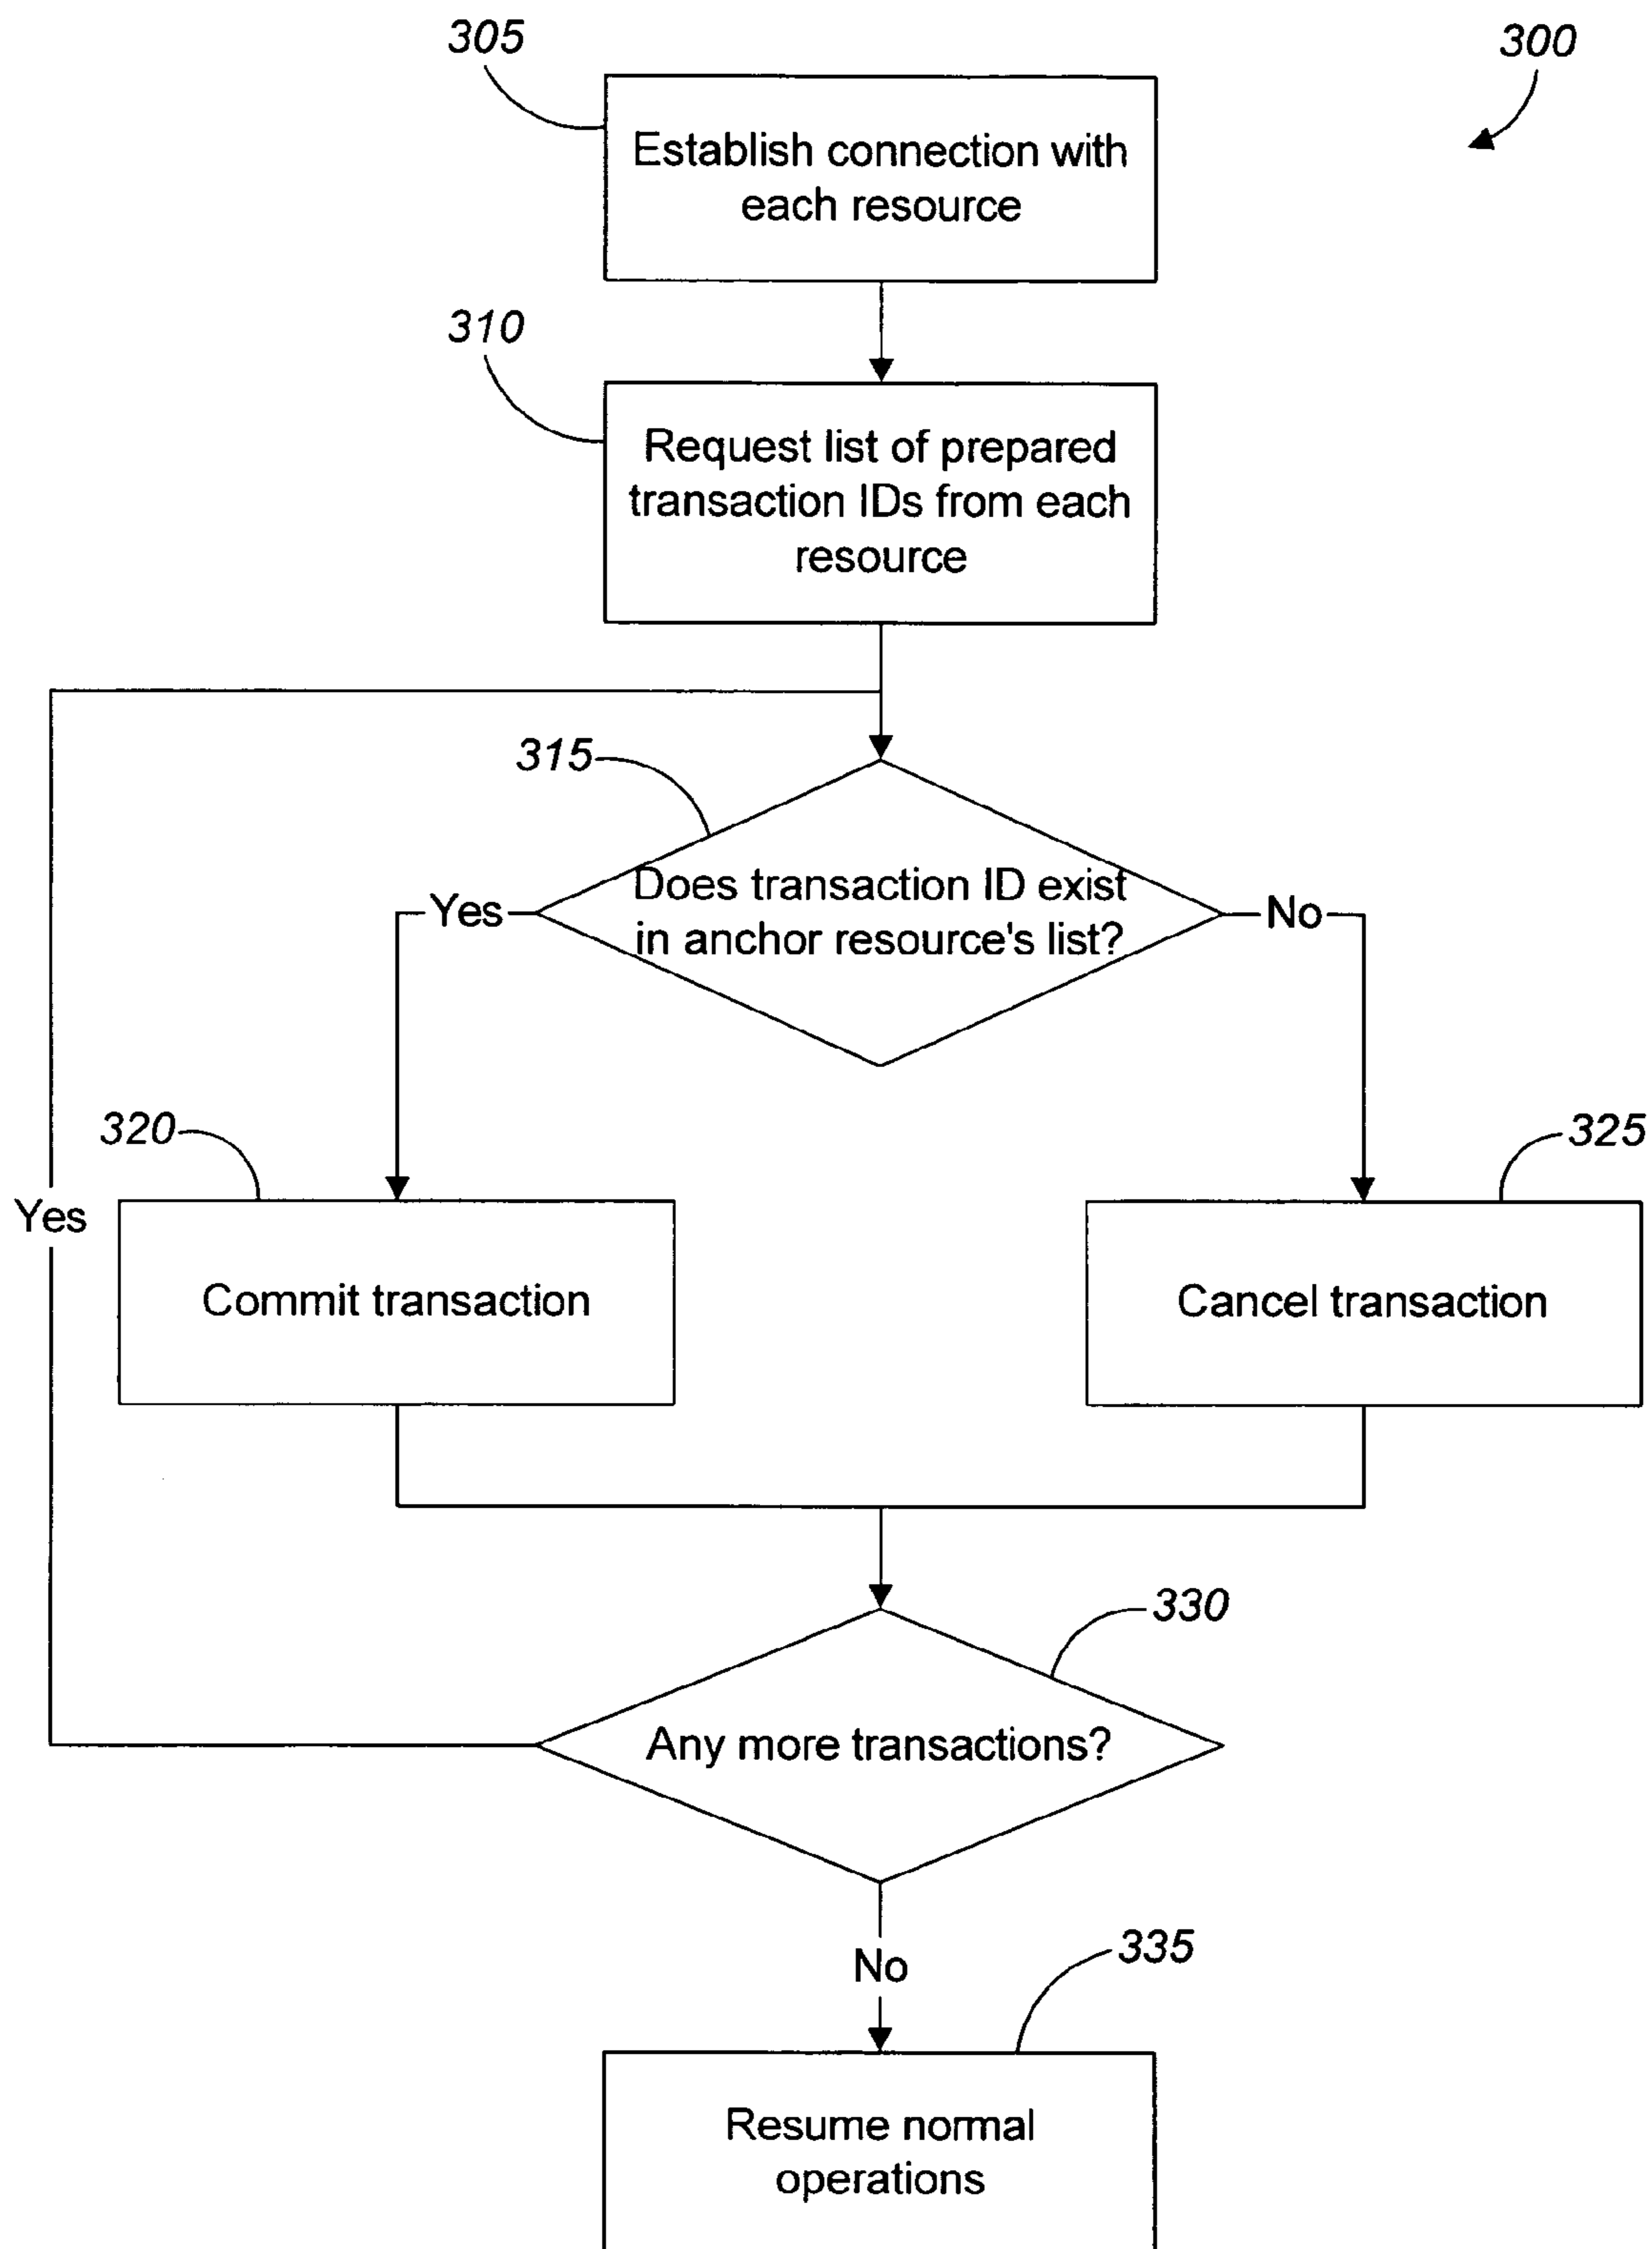 305
300
Establish connection with
each resource
310
Request list of prepared
transaction IDs from each
resource
315
Does transaction ID exist
in anchor resource's list?
Yes
No
320
325
Yes
Commit transaction
Cancel transaction
330
Any more transactions?
No
335
Resume normal
operations